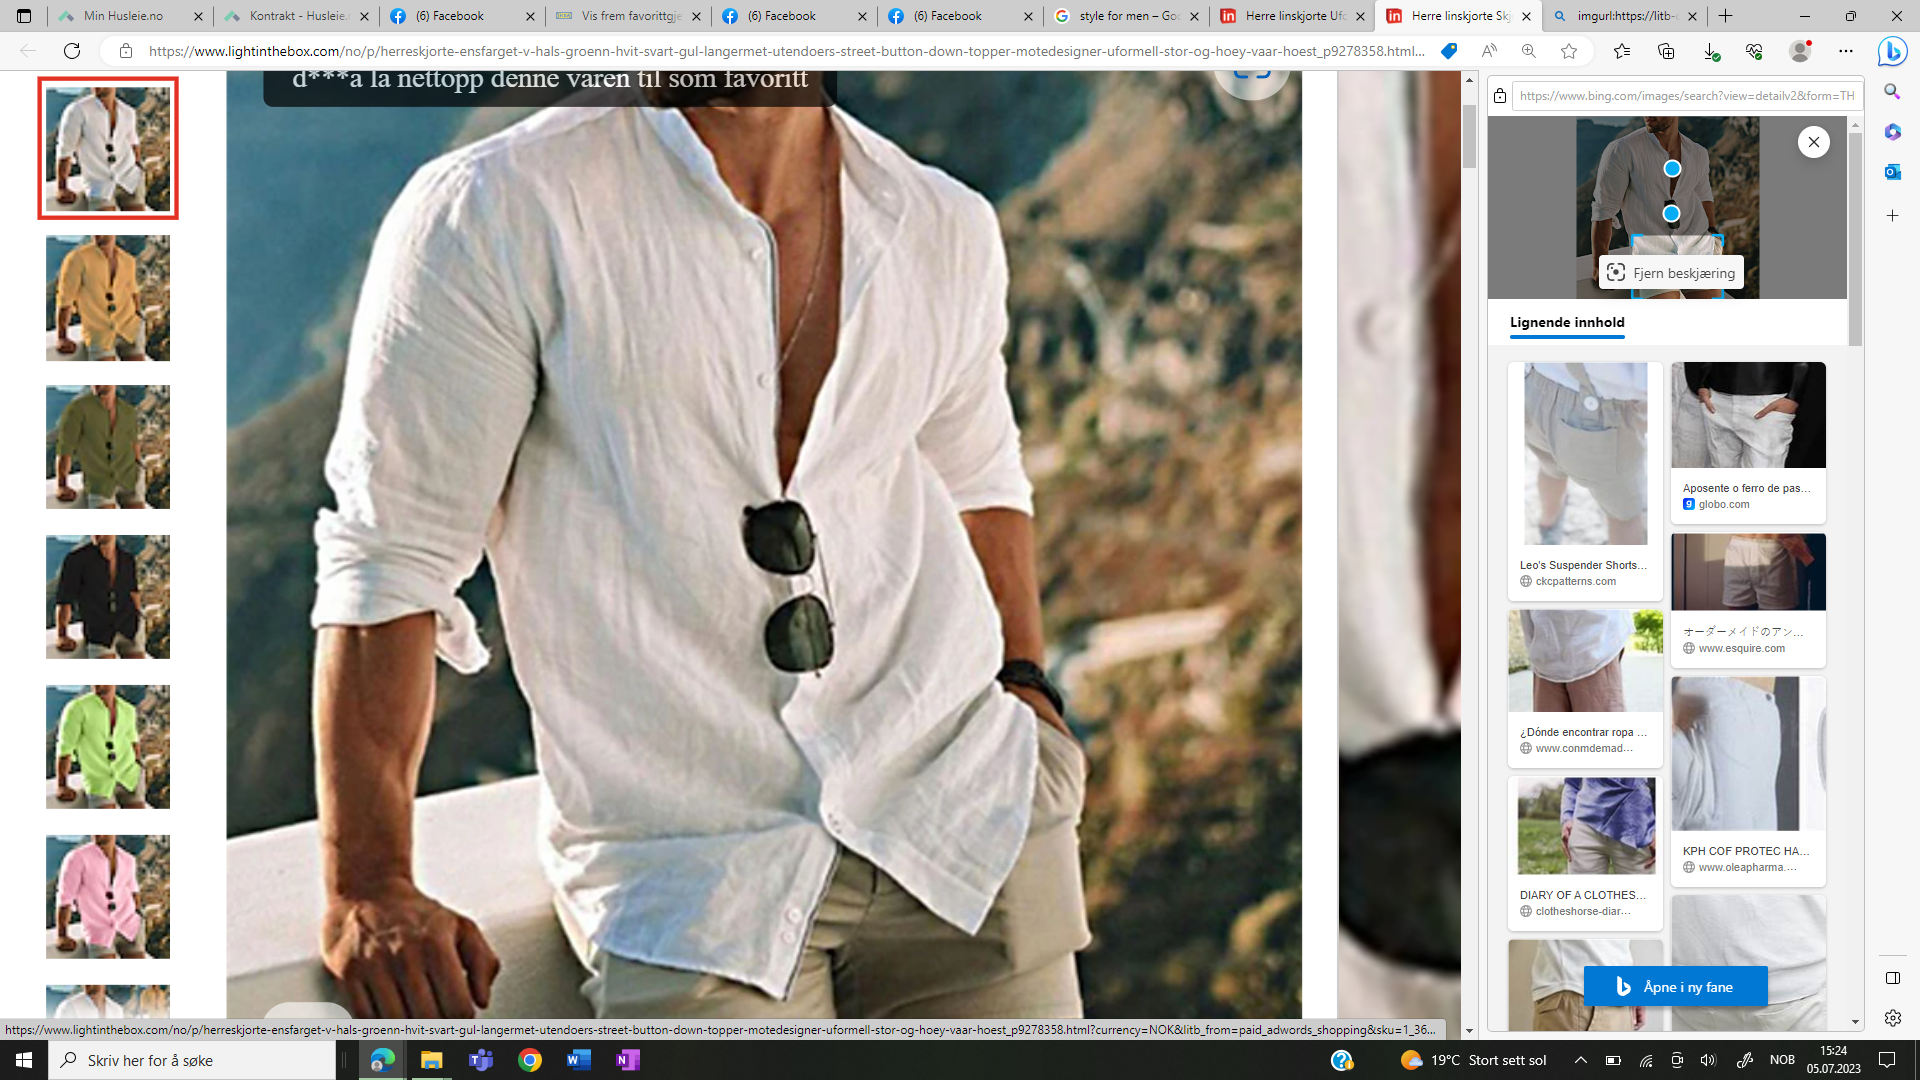 Min Husleie.no
Kontrakt - Husleie.
(6) Facebook
Vis frem favorittgje
(6) Facebook
(6) Facebook
style for men – Goo
Herre linskjorte Ufo
Herre linskjorte Skj
imgurl:https://litb-
https://www.lightinthebox.com/no/p/herreskjorte-ensfarget-v-hals-groenn-hvit-svart-gul-langermet-utendoers-street-button-down-topper-motedesigner-uformell-stor-og-hoey-vaar-hoest_p9278358.html...
d***a la nettopp denne varen til som favoritt
https://www.bing.com/images/search?view=detailv2&form=TH
Fjern beskjæring
Lignende innhold
Aposente o ferro de pas...
globo.com
Leo's Suspender Shorts...
ckcpatterns.com
オーダーメイドのアン...
www.esquire.com
¿Dónde encontrar ropa ...
www.conmdemad...
KPH COF PROTEC HA...
www.oleapharma....
DIARY OF A CLOTHES...
clotheshorse-diar...
Åpne i ny fane
https://www.lightinthebox.com/no/p/herreskjorte-ensfarget-v-hals-groenn-hvit-svart-gul-langermet-utendoers-street-button-down-topper-motedesigner-uformell-stor-og-hoey-vaar-hoest_p9278358.html?currency=NOK&litb_from=paid_adwords_shopping&sku=1_36...
Skriv her for å søke
19°C Stort sett sol
NOB
15:24
05.07.2023